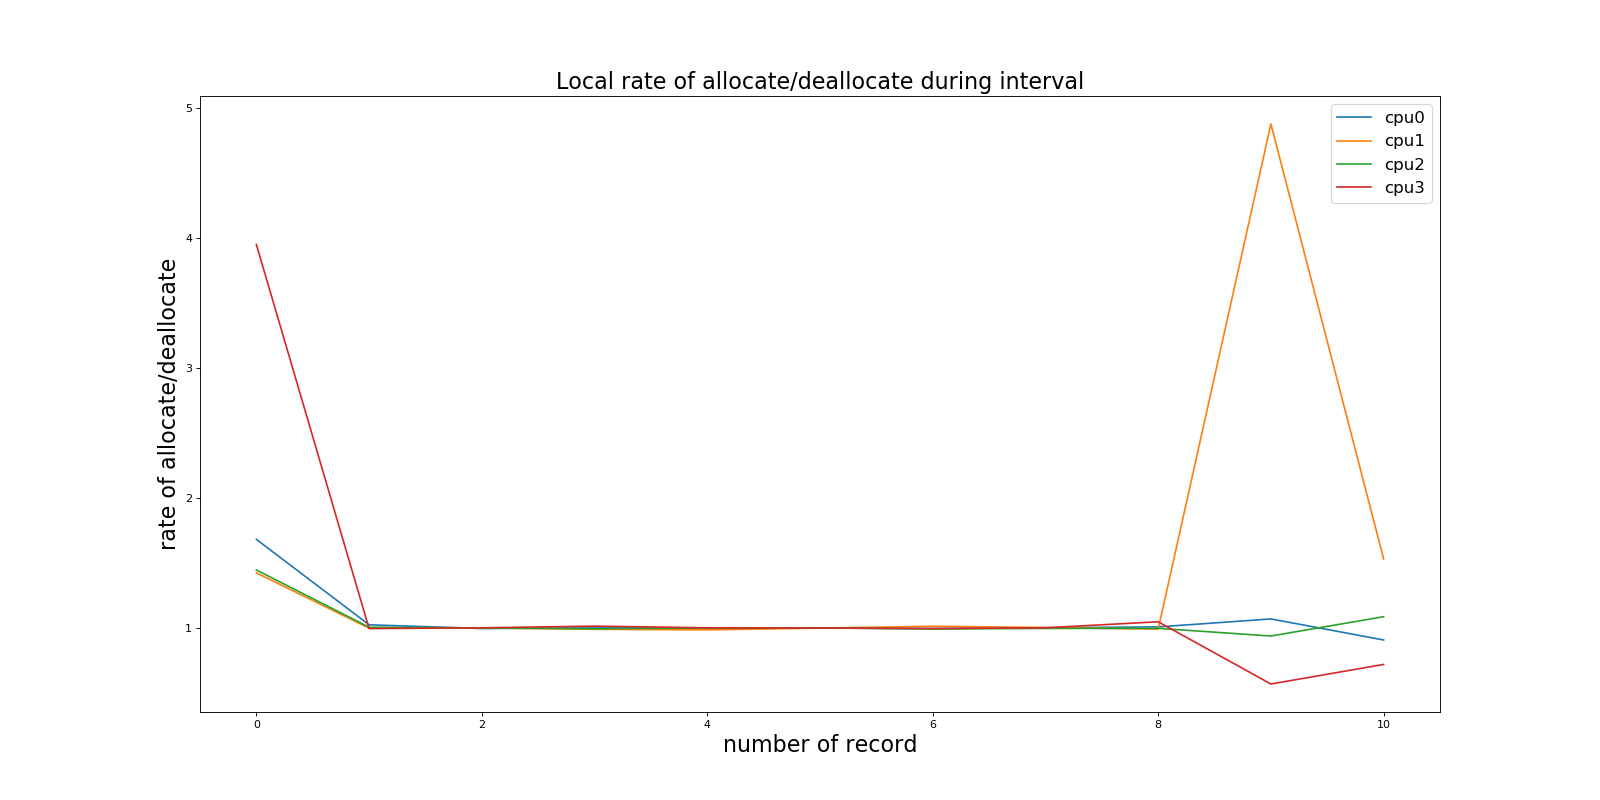 Local rate of allocate/deallocate during interval
rate of allocate/deallocate
5
4
3
2
1
cpu0
cpu1
cpu2
cpu3
0 2 4 6 8 10
number of record